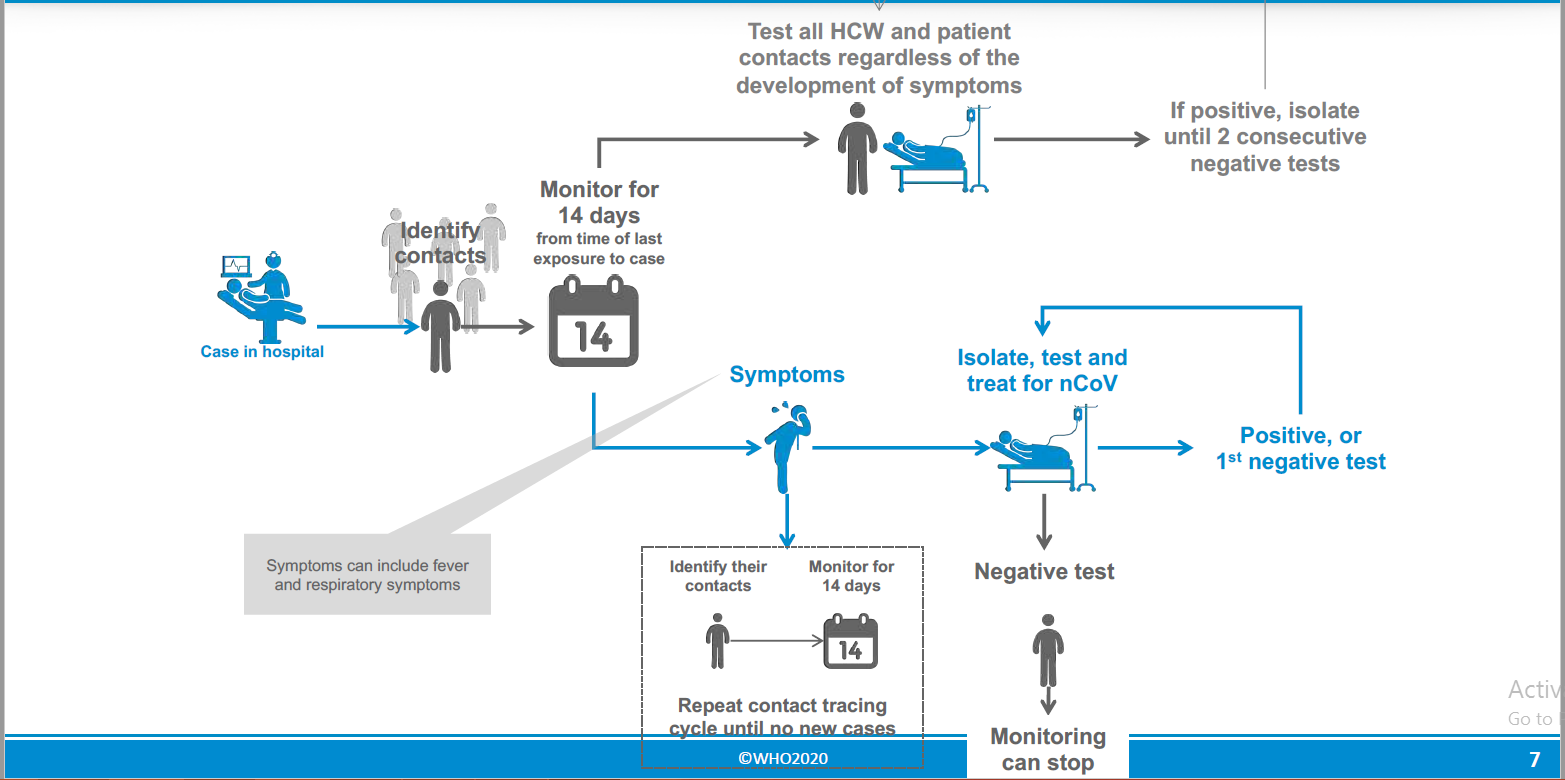 Test all HCW and patient
contacts regardless of the
development of symptoms
If positive, isolate
until 2 consecutive
negative tests
Monitor for
14 days
from time of last
exposure to case
Identify
contacts
14
Case in hospital
Symptoms
Isolate, test and
treat for nCoV
Positive, or
1st negative test
Symptoms can include fever
and respiratory symptoms
Identify their
contacts
Monitor for
14 days
14
Repeat contact tracing
cycle until no new cases
Negative test
Monitoring
can stop
Activ
Go to
©WHO2020
7